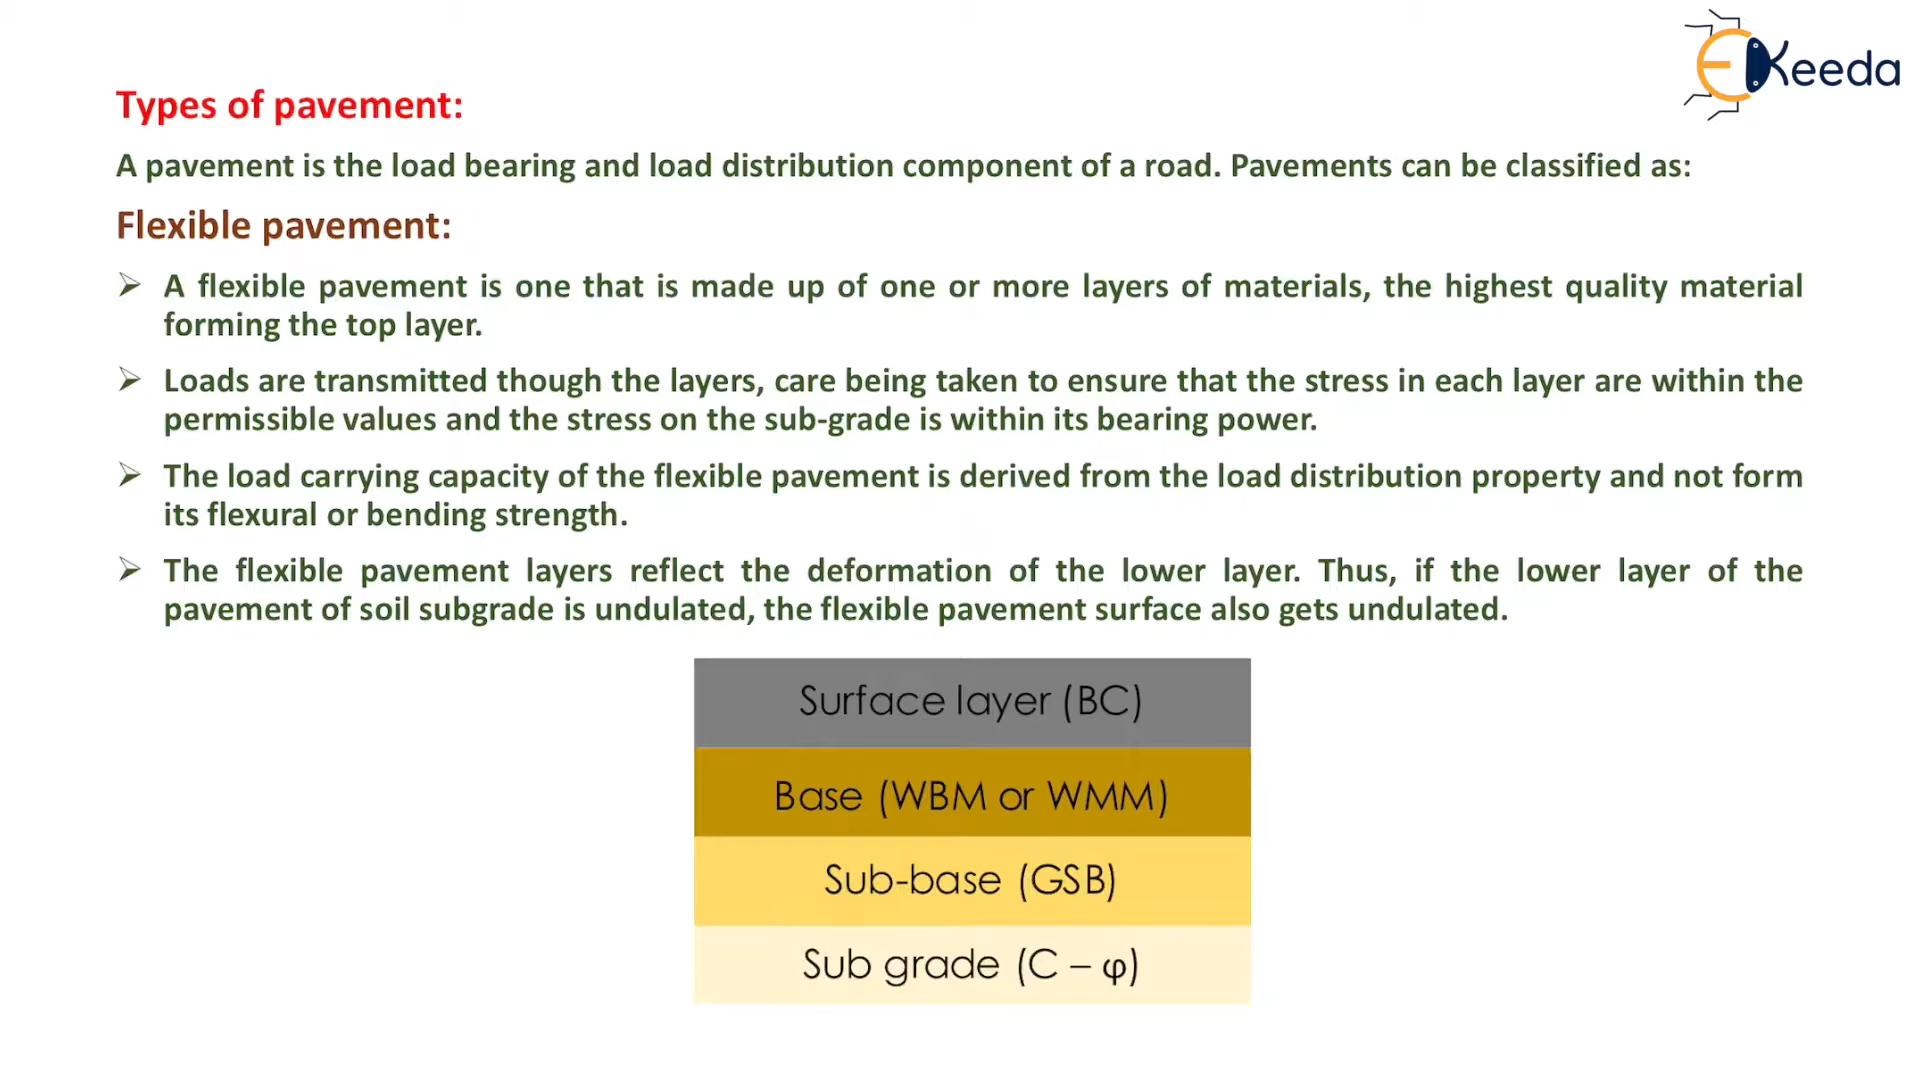 EKeeda
Types of pavement:
A pavement is the load bearing and load distribution component of a road. Pavements can be classified as:
Flexible pavement:
➢ A flexible pavement is one that is made up of one or more layers of materials, the highest quality material
forming the top layer.
➢ Loads are transmitted though the layers, care being taken to ensure that the stress in each layer are within the
permissible values and the stress on the sub-grade is within its bearing power.
➢ The load carrying capacity of the flexible pavement is derived from the load distribution property and not form
its flexural or bending strength.
➢ The flexible pavement layers reflect the deformation of the lower layer. Thus, if the lower layer of the
pavement of soil subgrade is undulated, the flexible pavement surface also gets undulated.
Surface layer (BC)
Base (WBM or WMM)
Sub-base (GSB)
Sub grade (C – φ)